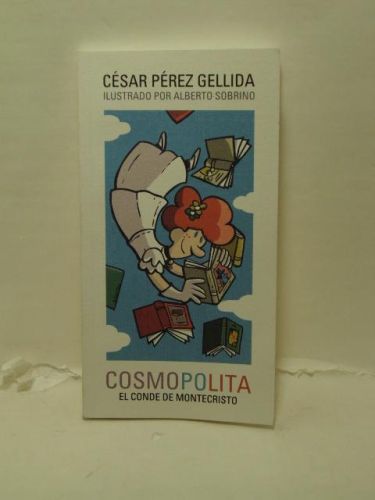 CÉSAR PÉREZ GELLIDA
ILUSTRADO POR ALBERTO SOBRINO
COSMOPOLITA
EL CONDE DE MONTECRISTO